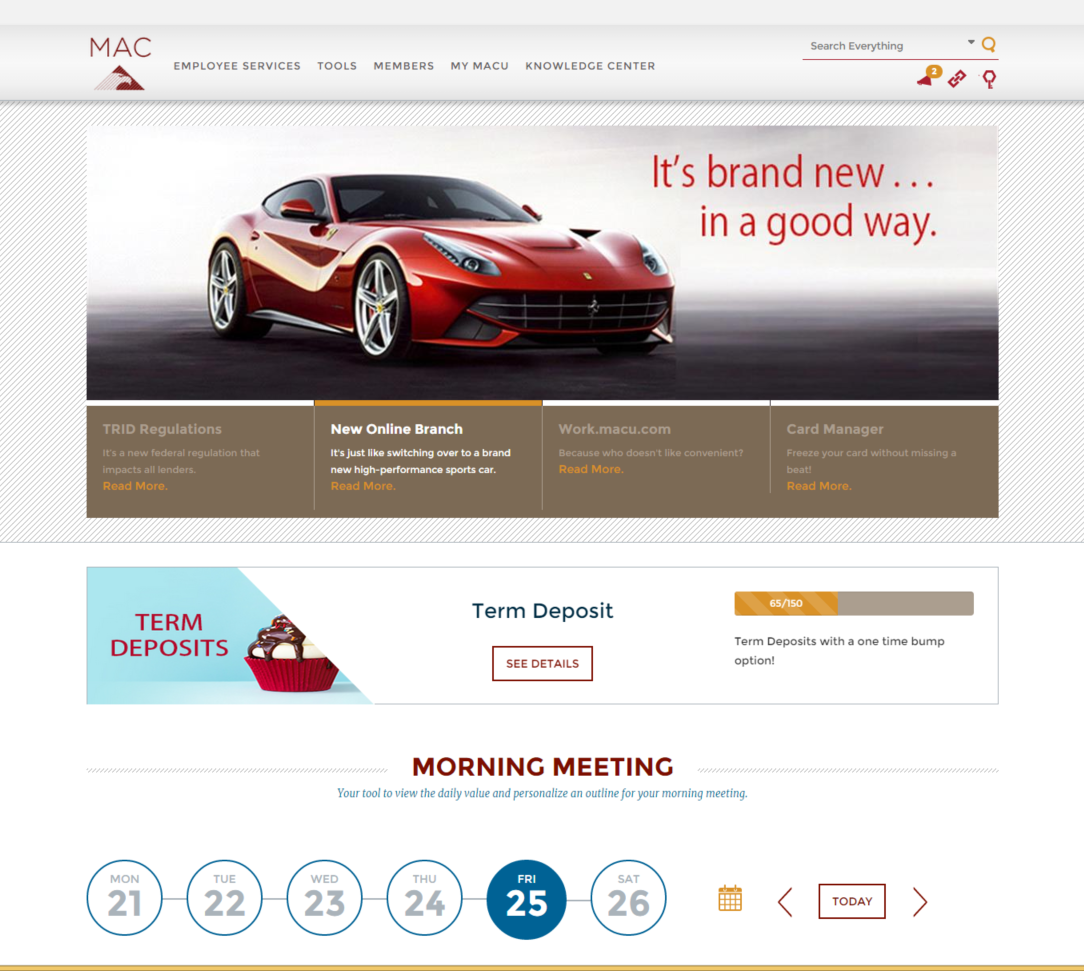 MAC
EMPLOYEE SERVICES
TOOLS
MEMBERS
MY MACU
KNOWLEDGE CENTER
Search Everything
2
It's brand new . . .
in a good way.
TRID Regulations
It's a new federal regulation that
impacts all lenders.
Read More.
New Online Branch
It's just like switching over to a brand
new high-performance sports car.
Read More.
Work.macu.com
Because who doesn't like convenient?
Read More.
Card Manager
Freeze your card without missing a
beat!
Read More.
TERM
DEPOSITS
Term Deposit
SEE DETAILS
65/150
Term Deposits with a one time bump
option!
MORNING MEETING
Your tool to view the daily value and personalize an outline for your morning meeting.
MON
21
TUE
22
WED
23
THU
24
FRI
25
SAT
26
TODAY